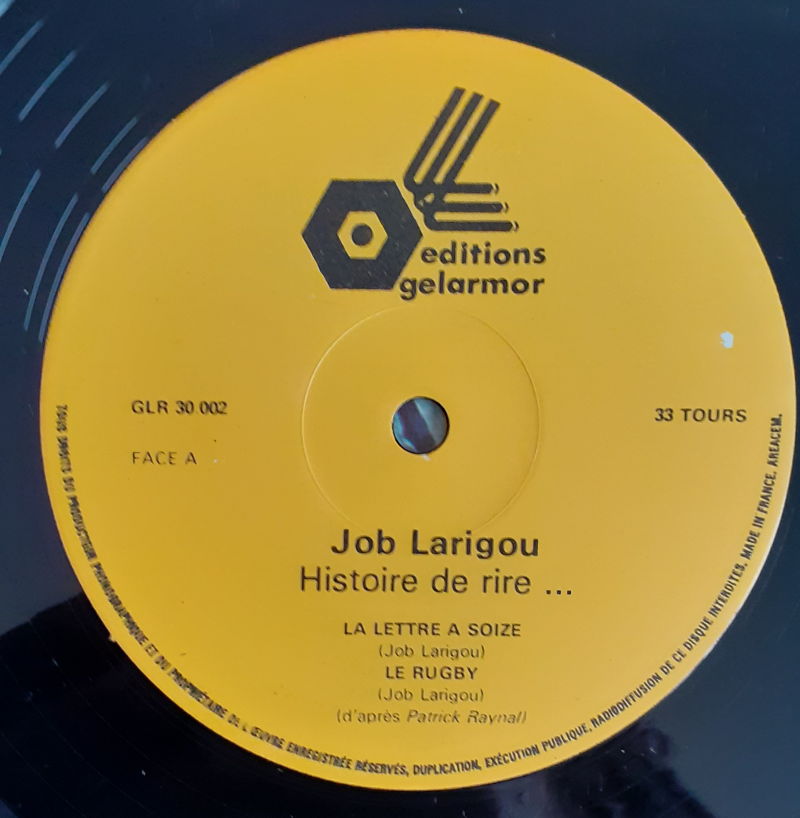 editions
gelarmor
GLR 30 002
33 TOURS
FACE A
Job Larigou
Histoire de rire ...
LA LETTRE A SOIZE
(Job Larigou)
LE RUGBY
(Job Larigou)
(d'après Patrick Raynal)
TOUS DROITS DU PRODUCTEUR PHONOGRAPHIQUE ET DU PROPRIÉTAIRE DE L'ŒUVRE ENREGISTRÉE RÉSERVÉS, DUPLICATION, EXÉCUTION PUBLIQUE, RADIODIFFUSION DE CE DISQUE INTERDITES. MADE IN FRANCE. AREACEM.